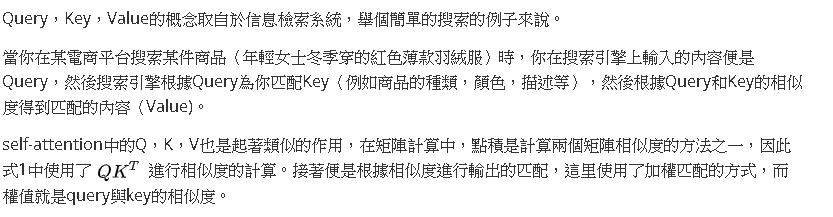 Query，Key，Value的概念取自於信息檢索系統，舉個簡單的搜索的例子來說。
當你在某電商平台搜索某件商品（年輕女士冬季穿的紅色薄款羽絨服）時，你在搜索引擎上輸入的內容便是
Query，然後搜索引擎根據Query為你匹配Key（例如商品的種類，顏色，描述等），然後根據Query和Key的相似
度得到匹配的內容（Value)。
self-attention中的Q，K，V也是起著類似的作用，在矩陣計算中，點積是計算兩個矩陣相似度的方法之一，因此
式1中使用了 QK^T 進行相似度的計算。接著便是根據相似度進行輸出的匹配，這里使用了加權匹配的方式，而
權值就是query與key的相似度。